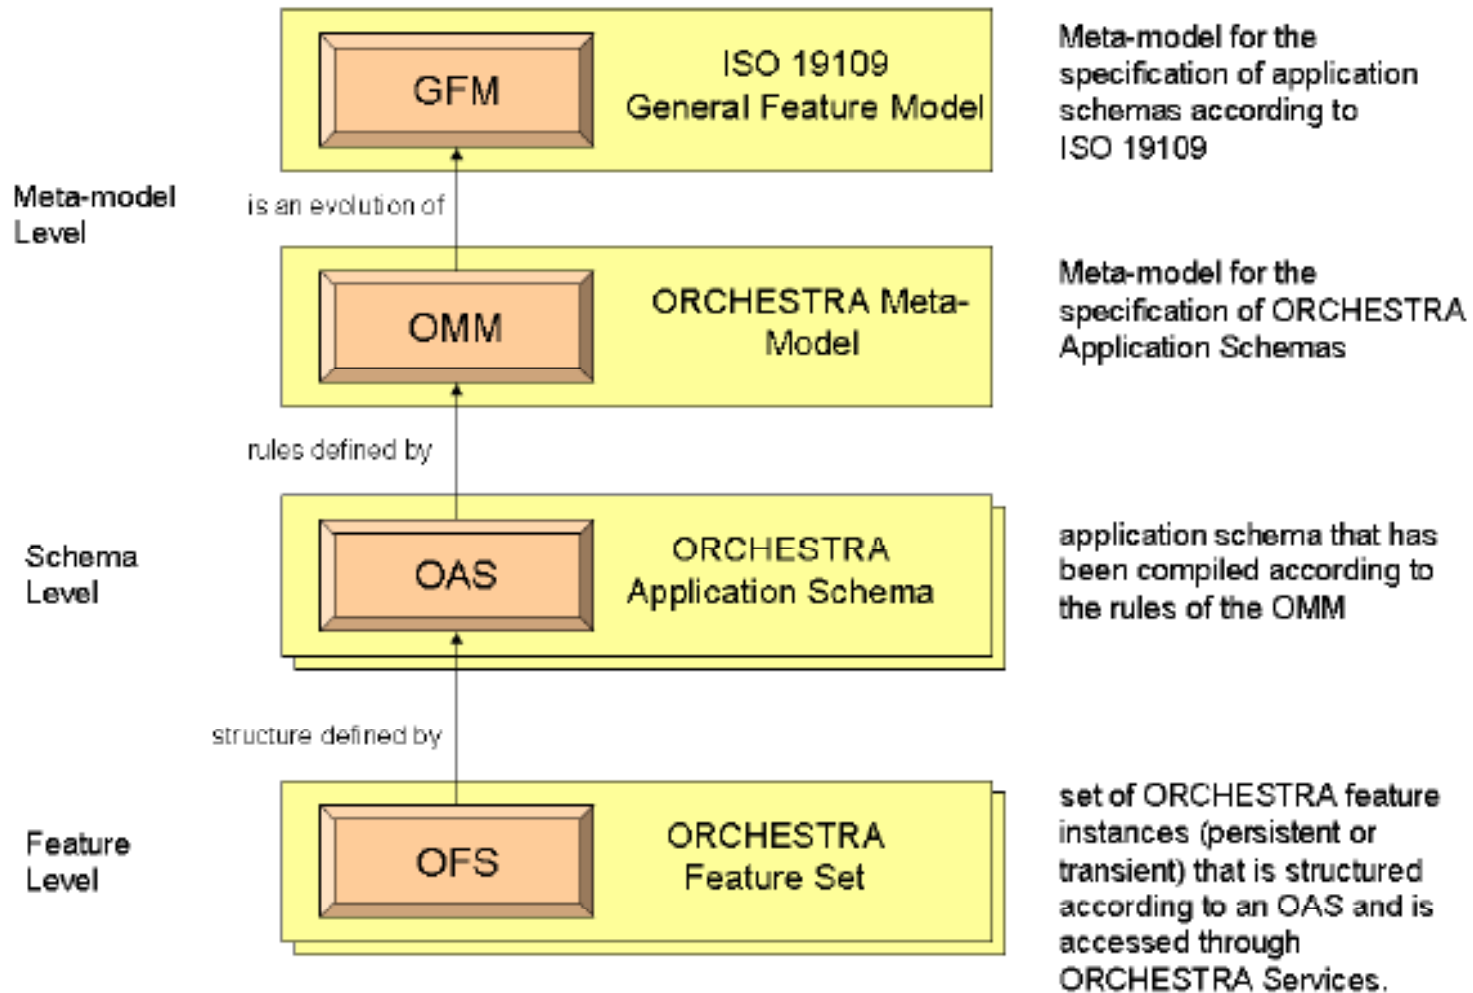 GFM
ISO 19109
General Feature Model
Meta-model for the
specification of application
schemas according to
ISO 19109
Meta-model
Level
is an evolution of
OMM
ORCHESTRA Meta-
Model
Meta-model for the
specification of ORCHESTRA
Application Schemas
rules defined by
Schema
Level
OAS
ORCHESTRA
Application Schema
application schema that has
been compiled according to
the rules of the OMM
structure defined by
Feature
Level
OFS
ORCHESTRA
Feature Set
set of ORCHESTRA feature
instances (persistent or
transient) that is structured
according to an OAS and is
accessed through
ORCHESTRA Services.